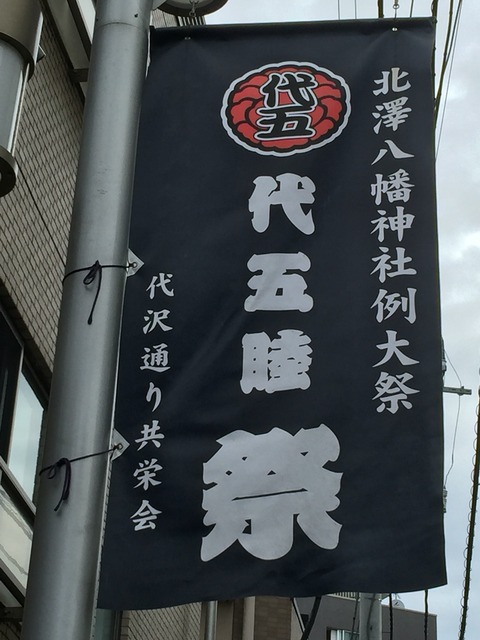 北澤八幡神社例大祭
代五
代五睦
祭
代沢通り共栄会